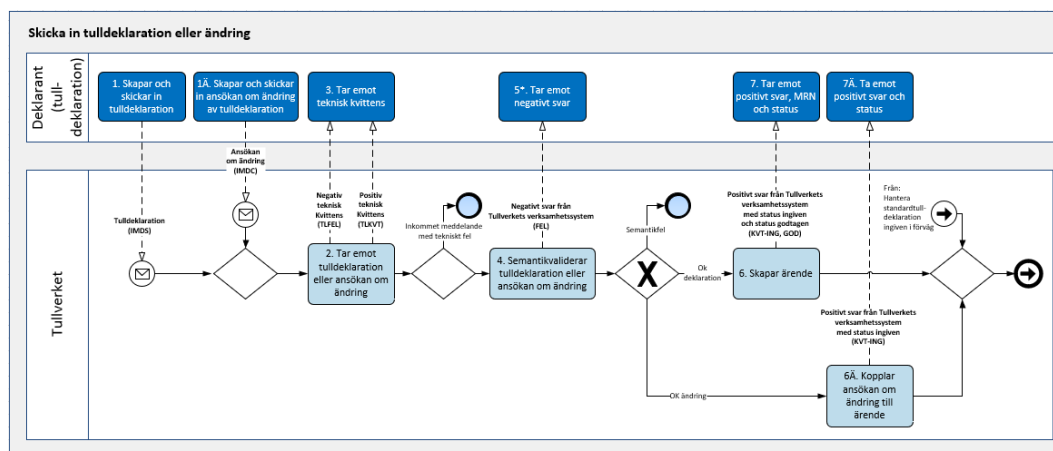 Skicka in tulldeklaration eller ändring
Deklarant
(tull-
deklaration)
1. Skapar och
skickar in
tulldeklaration
1Ä. Skapar och skickar
in ansökan om ändring
av tulldeklaration
3. Tar emot
teknisk kvittens
5*. Tar emot
negativt svar
7. Tar emot
positivt svar, MRN
och status
7Ä. Ta emot
positivt svar och
status
Tullverket
Tulldeklaration
(IMDS)
Ansökan
om ändring
(IMDC)
Negativ
teknisk
Kvittens
(TLFEL)
Positiv
teknisk
Kvittens
(TLKVT)
2. Tar emot
tulldeklaration
eller ansökan om
ändring
Inkommet meddelande
med tekniskt fel
Negativt svar från
Tullverkets verksamhetssystem
(FEL)
4. Semantikvaliderar
tulldeklaration eller
ansökan om ändring
Semantikfel
X
Ok
deklaration
OK ändring
Positivt svar från Tullverkets
verksamhetssystem
med status ingiven
och status godtagen
(KVT-ING, GOD)
6. Skapar ärende
Positivt svar från Tullverkets
verksamhetssystem
med status ingiven
(KVT-ING)
6Ä. Kopplar
ansökan om
ändring till
ärende
Från:
Hantera
standardtull-
deklaration
ingiven i förväg